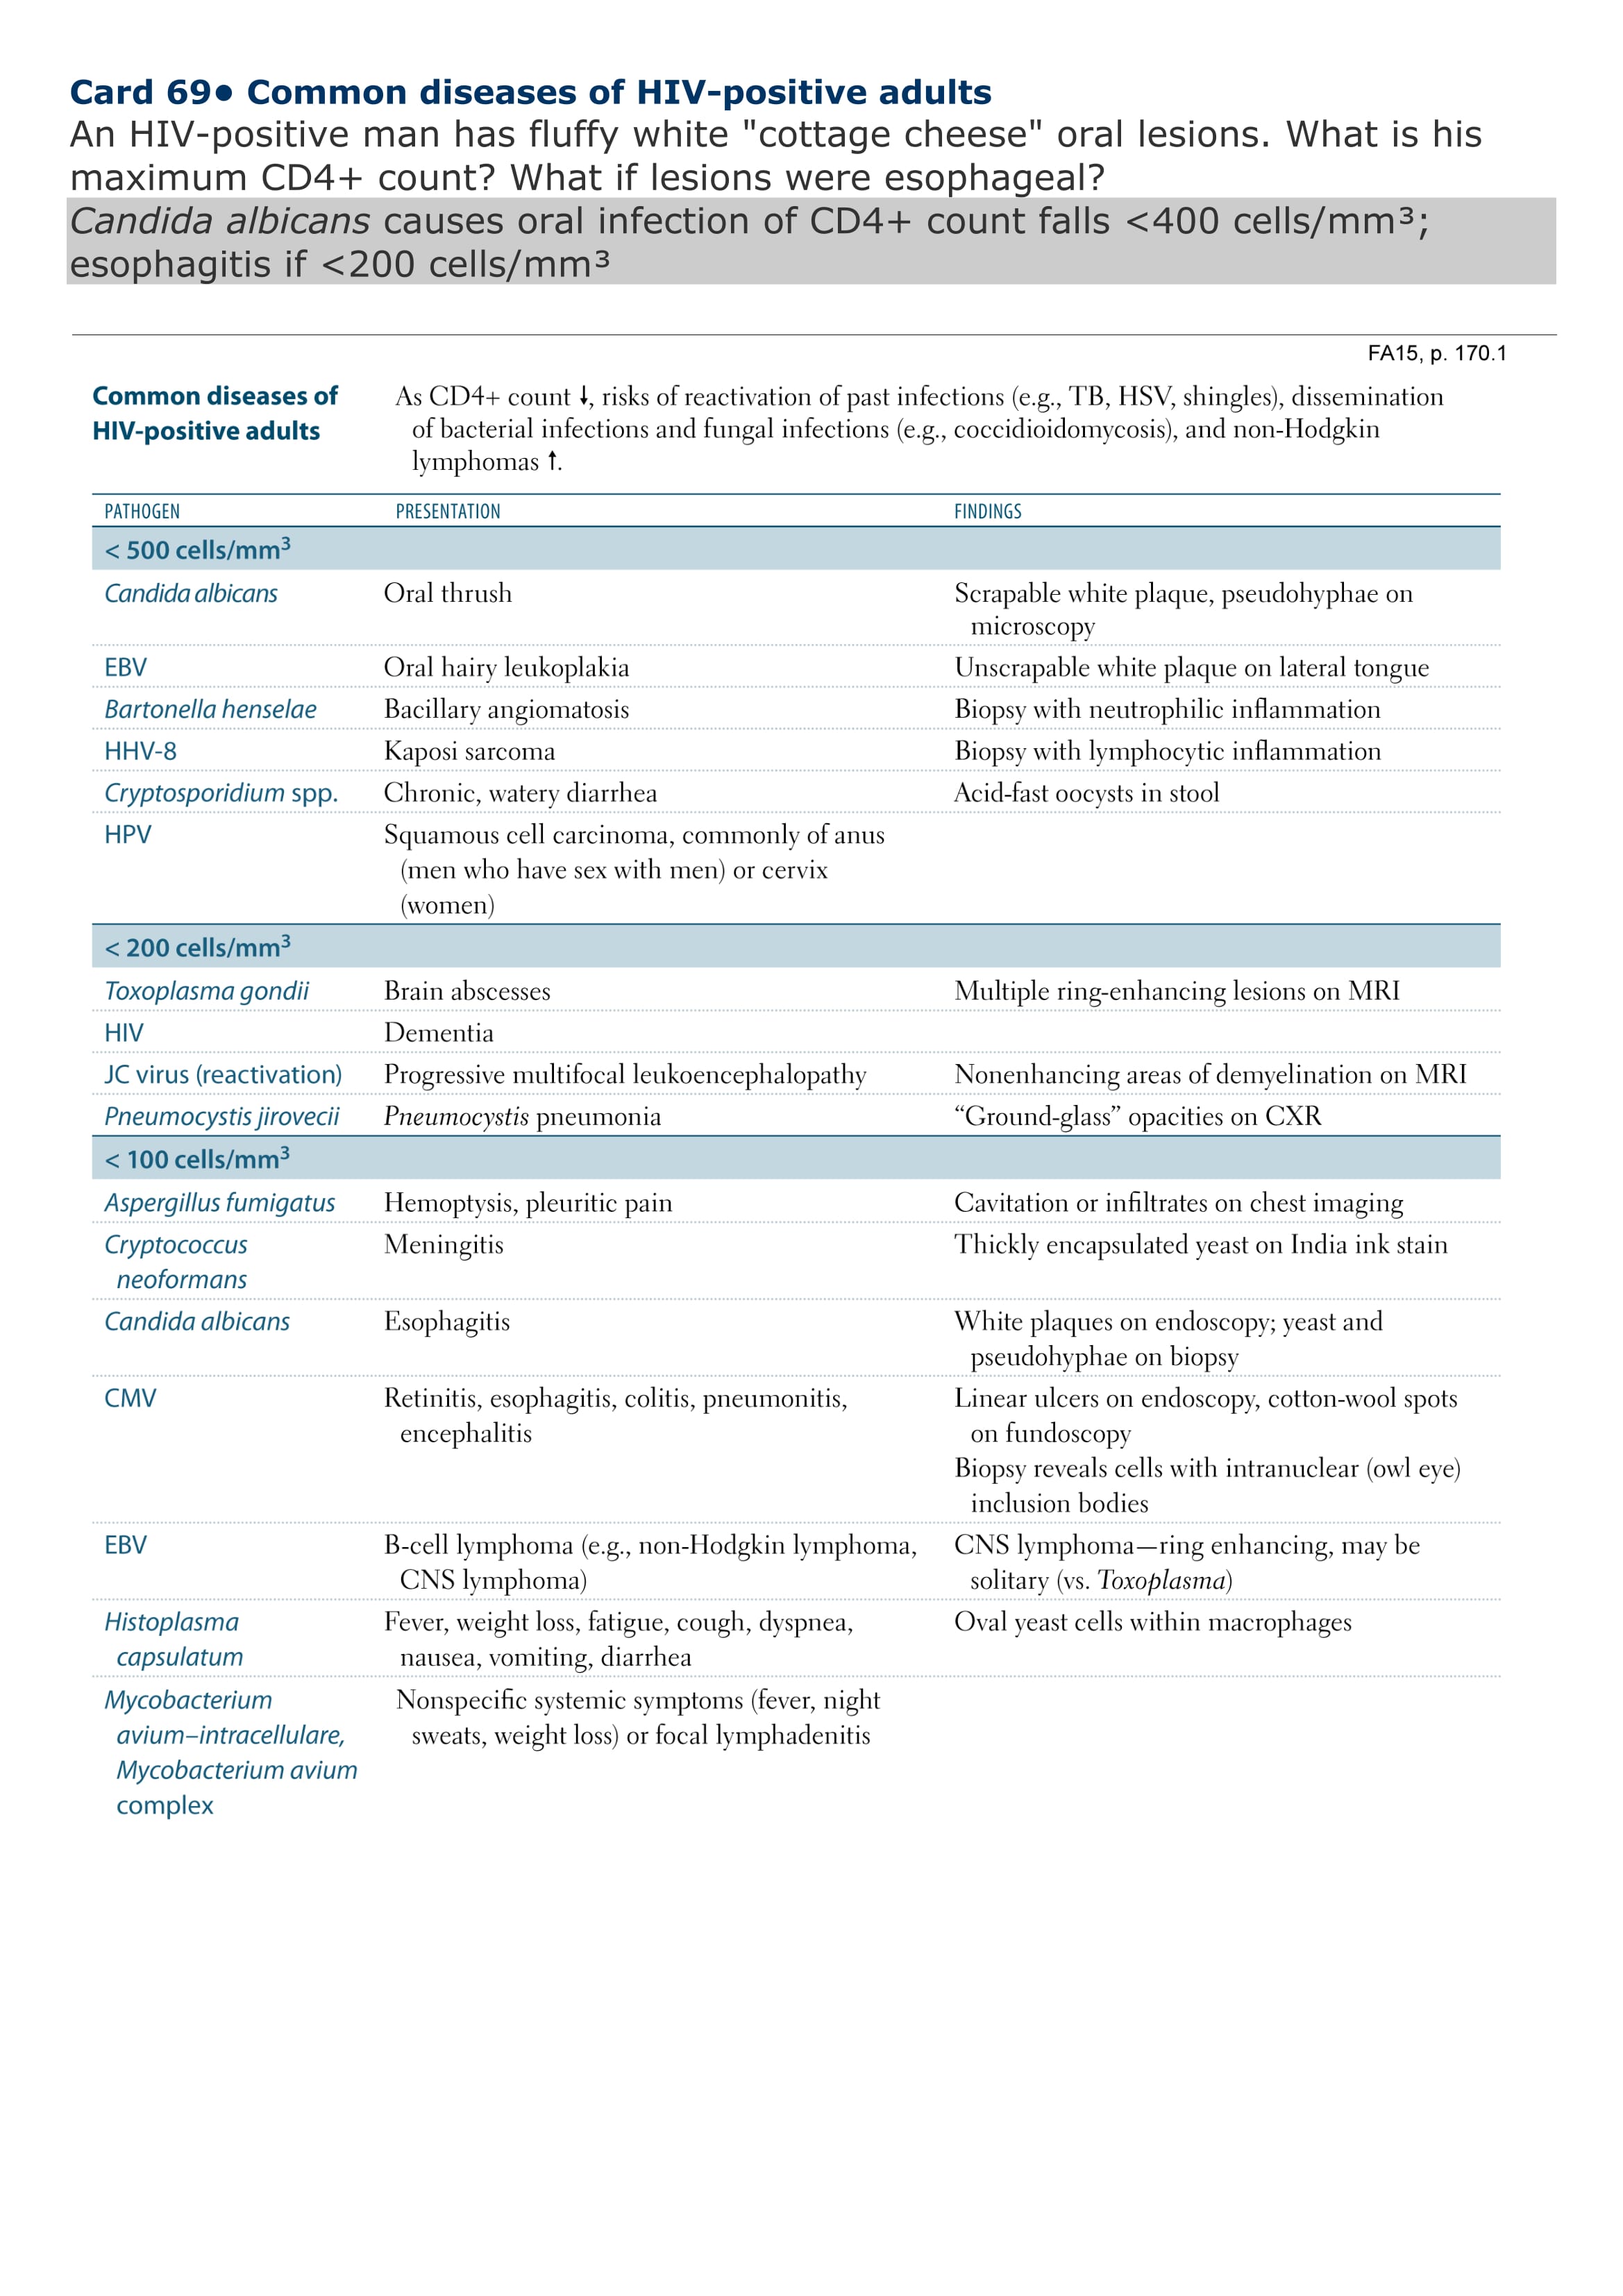 Card 69● Common diseases of HIV-positive adults
An HIV-positive man has fluffy white "cottage cheese" oral lesions. What is his
maximum CD4+ count? What if lesions were esophageal?
Candida albicans causes oral infection of CD4+ count falls <400 cells/mm³;
esophagitis if <200 cells/mm³
FA15, p. 170.1
Common diseases of
HIV-positive adults
As CD4+ count ↓, risks of reactivation of past infections (e.g., TB, HSV, shingles), dissemination
of bacterial infections and fungal infections (e.g., coccidioidomycosis), and non-Hodgkin
lymphomas ↑.
PATHOGEN PRESENTATION FINDINGS
< 500 cells/mm³
Candida albicans Oral thrush Scrapable white plaque, pseudohyphae on
microscopy
EBV Oral hairy leukoplakia Unscrapable white plaque on lateral tongue
Bartonella henselae Bacillary angiomatosis Biopsy with neutrophilic inflammation
HHV-8 Kaposi sarcoma Biopsy with lymphocytic inflammation
Cryptosporidium spp. Chronic, watery diarrhea Acid-fast oocysts in stool
HPV Squamous cell carcinoma, commonly of anus
(men who have sex with men) or cervix
(women)
< 200 cells/mm³
Toxoplasma gondii Brain abscesses Multiple ring-enhancing lesions on MRI
HIV Dementia
JC virus (reactivation) Progressive multifocal leukoencephalopathy Nonenhancing areas of demyelination on MRI
Pneumocystis jirovecii Pneumocystis pneumonia “Ground-glass” opacities on CXR
< 100 cells/mm³
Aspergillus fumigatus Hemoptysis, pleuritic pain Cavitation or infiltrates on chest imaging
Cryptococcus
neoformans
Meningitis Thickly encapsulated yeast on India ink stain
Candida albicans Esophagitis White plaques on endoscopy; yeast and
pseudohyphae on biopsy
CMV Retinitis, esophagitis, colitis, pneumonitis,
encephalitis
Linear ulcers on endoscopy, cotton-wool spots
on fundoscopy
Biopsy reveals cells with intranuclear (owl eye)
inclusion bodies
EBV B-cell lymphoma (e.g., non-Hodgkin lymphoma,
CNS lymphoma)
CNS lymphoma—ring enhancing, may be
solitary (vs. Toxoplasma)
Histoplasma
capsulatum
Fever, weight loss, fatigue, cough, dyspnea,
nausea, vomiting, diarrhea
Oval yeast cells within macrophages
Mycobacterium
avium–intracellulare,
Mycobacterium avium
complex
Nonspecific systemic symptoms (fever, night
sweats, weight loss) or focal lymphadenitis